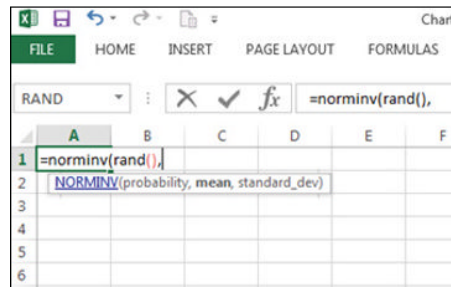 Chart
FILE HOME INSERT PAGE LAYOUT FORMULAS
RAND fx =norminv(rand(),
A B C D E F
1 =norminv(rand(),
2 NORMINV(probability, mean, standard_dev)
3
4
5
6